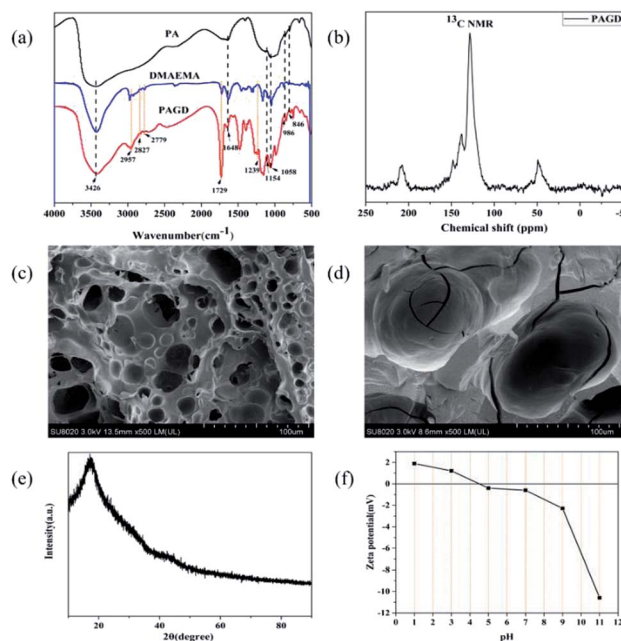 (a)
PA
DMAEMA
PAGD
3426
2957
2827
2779
1729
1648
1239
1154
1058
986
846
4000 3500 3000 2500 2000 1500 1000 500
Wavenumber(cm-1)
(b)
13C NMR
PAGD
250 200 150 100 50 0 -50
Chemical shift (ppm)
(c)
SU8020 3.0kV 13.5mm x500 LM(UL)
100um
(d)
SU8020 3.0kV 8.6mm x500 LM(UL)
100um
(e)
Intensity(a.u.)
20 40 60 80
2θ(degree)
(f)
Zeta potential(mV)
2
0
-2
-4
-6
-8
-10
-12
0 1 2 3 4 5 6 7 8 9 10 11 12
pH